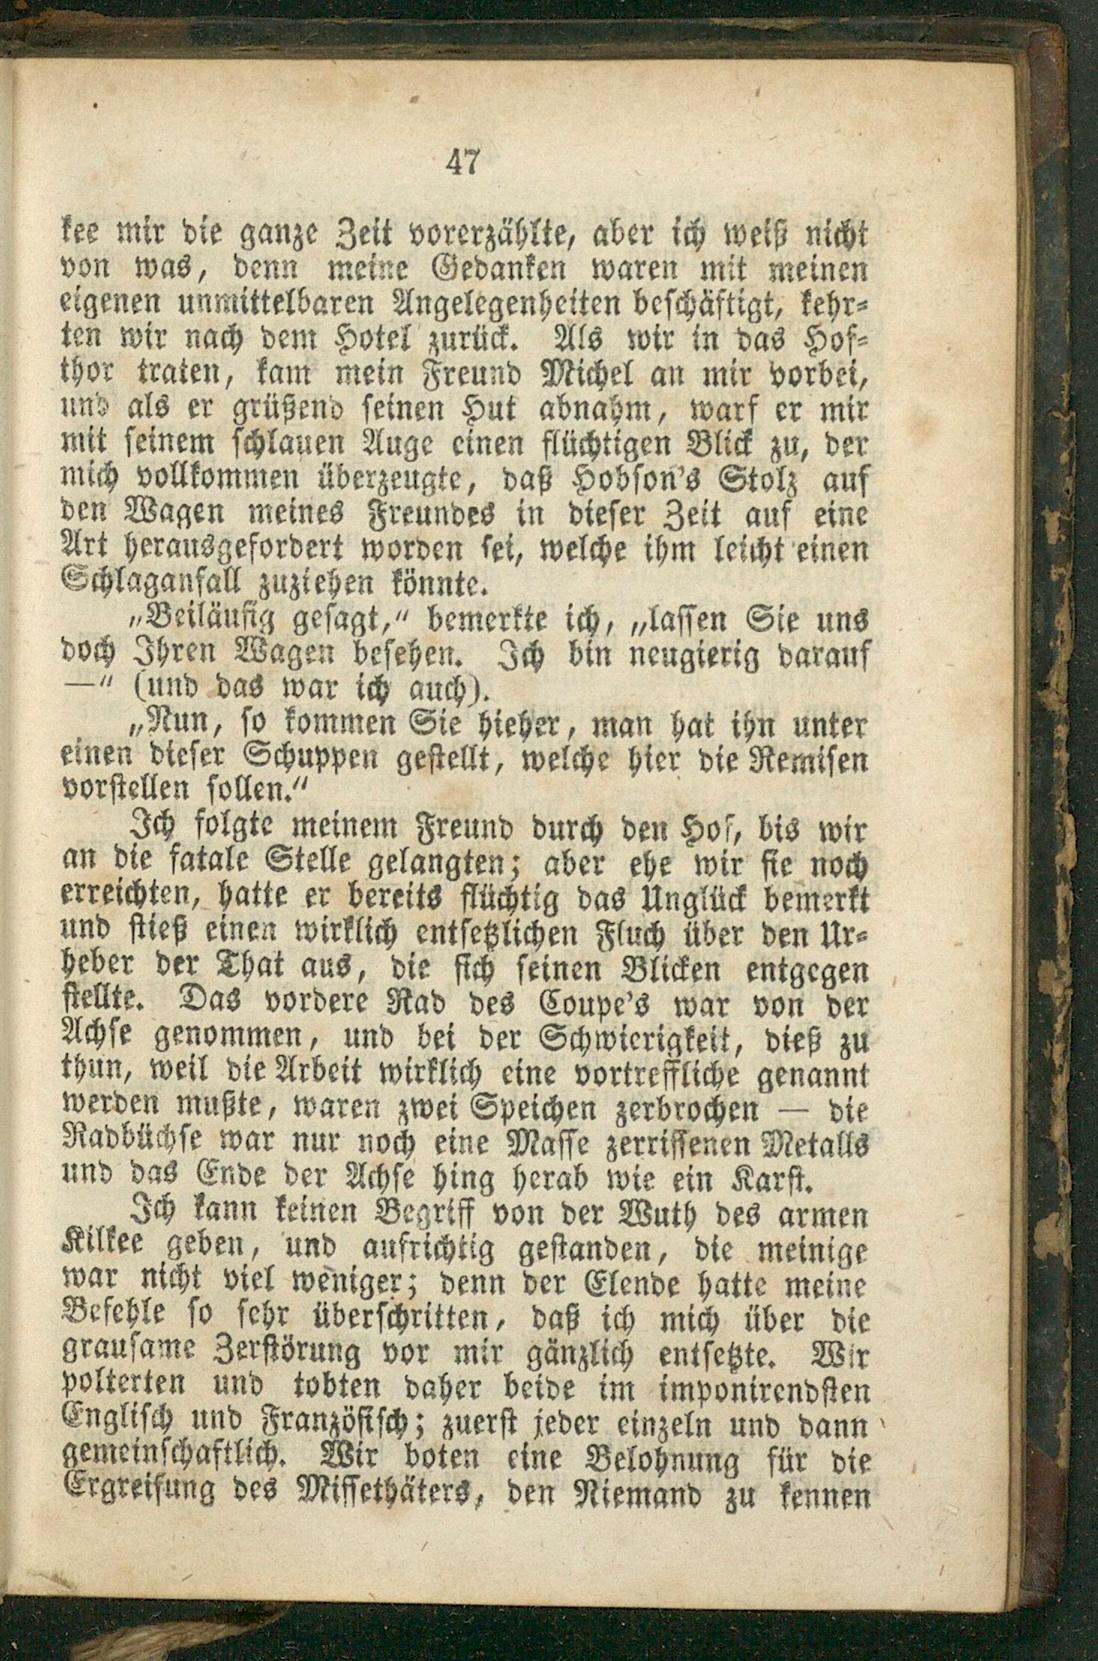 47
kee mir die ganze Zeit vorerzählte, aber ich weiß nicht
von was, denn meine Gedanken waren mit meinen
eigenen unmittelbaren Angelegenheiten beschäftigt, kehr-
ten wir nach dem Hotel zurück. Als wir in das Hof-
thor traten, kam mein Freund Michel an mir vorbei,
und als er grüßend seinen Hut abnahm, warf er mir
mit seinem schlauen Auge einen flüchtigen Blick zu, der
mich vollkommen überzeugte, daß Hobson's Stolz auf
den Wagen meines Freundes in dieser Zeit auf eine
Art herausgefordert worden sei, welche ihm leicht einen
Schlaganfall zuziehen könnte.
„Beiläufig gesagt,“ bemerkte ich, „lassen Sie uns
doch Ihren Wagen besehen. Ich bin neugierig darauf
—“ (und das war ich auch).
„Nun, so kommen Sie hieher, man hat ihn unter
einen dieser Schuppen gestellt, welche hier die Remisen
vorstellen sollen.“
Ich folgte meinem Freund durch den Hof, bis wir
an die fatale Stelle gelangten; aber ehe wir sie noch
erreichten, hatte er bereits flüchtig das Unglück bemerkt
und stieß einen wirklich entsetzlichen Fluch über den Ur-
heber der That aus, die sich seinen Blicken entgegen
stellte. Das vordere Rad des Coupe's war von der
Achse genommen, und bei der Schwierigkeit, dieß zu
thun, weil die Arbeit wirklich eine vortreffliche genannt
werden mußte, waren zwei Speichen zerbrochen — die
Radbüchse war nur noch eine Masse zerrissenen Metalls
und das Ende der Achse hing herab wie ein Karst.
Ich kann keinen Begriff von der Wuth des armen
Kilkee geben, und aufrichtig gestanden, die meinige
war nicht viel weniger; denn der Elende hatte meine
Befehle so sehr überschritten, daß ich mich über die
grausame Zerstörung vor mir gänzlich entsetzte. Wir
polterten und tobten daher beide im imponirendsten
Englisch und Französisch; zuerst jeder einzeln und dann
gemeinschaftlich. Wir boten eine Belohnung für die
Ergreifung des Missethäters, den Niemand zu kennen